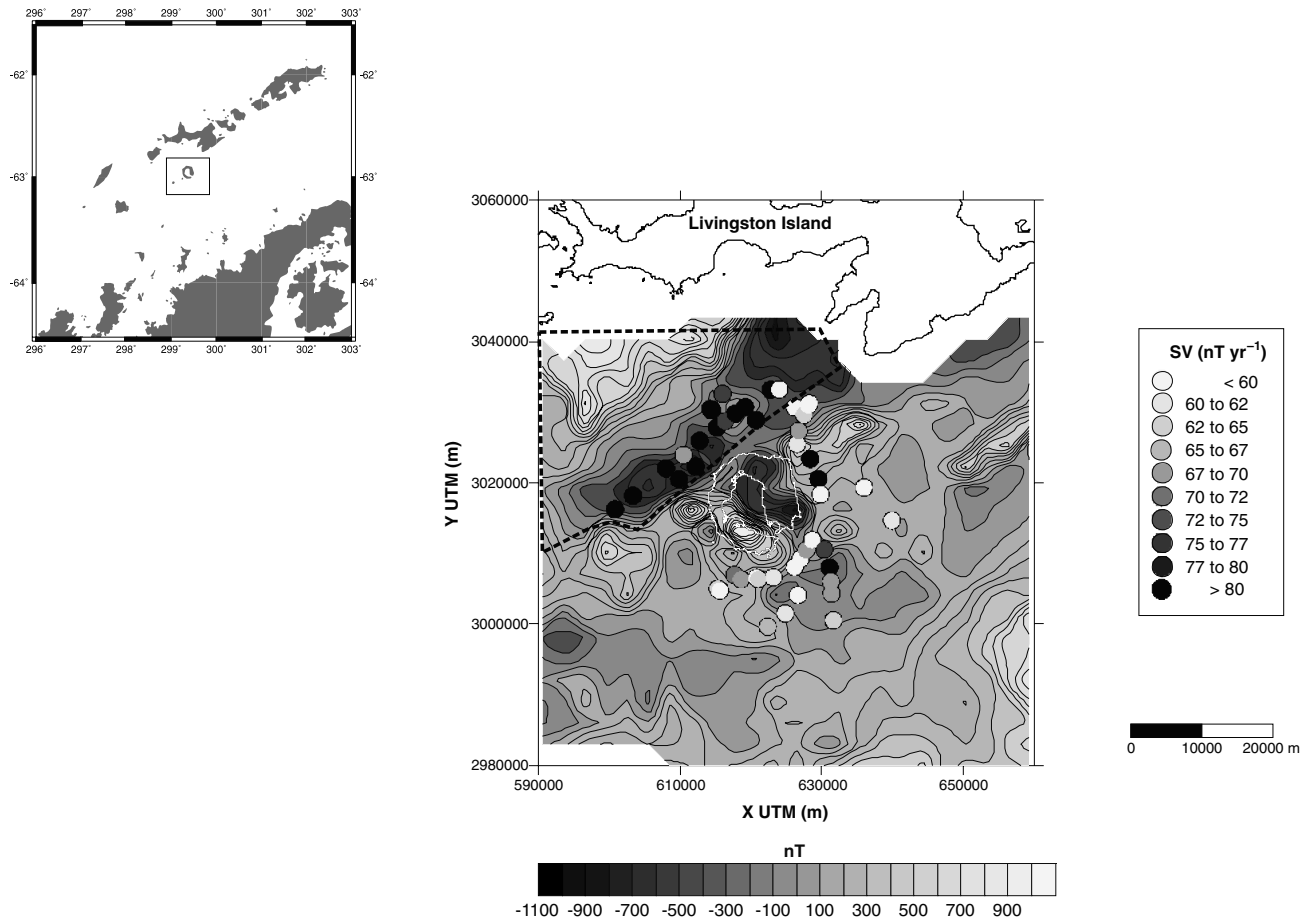 296˚ 297˚ 298˚ 299˚ 300˚ 301˚ 302˚ 303˚
-62˚ -62˚
-63˚ -63˚
-64˚ -64˚
296˚ 297˚ 298˚ 299˚ 300˚ 301˚ 302˚ 303˚
3060000
Livingston Island
3040000
3020000
3000000
2980000
Y UTM (m)
590000 610000 630000 650000
X UTM (m)
SV (nT yr⁻¹)
< 60
60 to 62
62 to 65
65 to 67
67 to 70
70 to 72
72 to 75
75 to 77
77 to 80
> 80
0 10000 20000 m
nT
-1100 -900 -700 -500 -300 -100 100 300 500 700 900